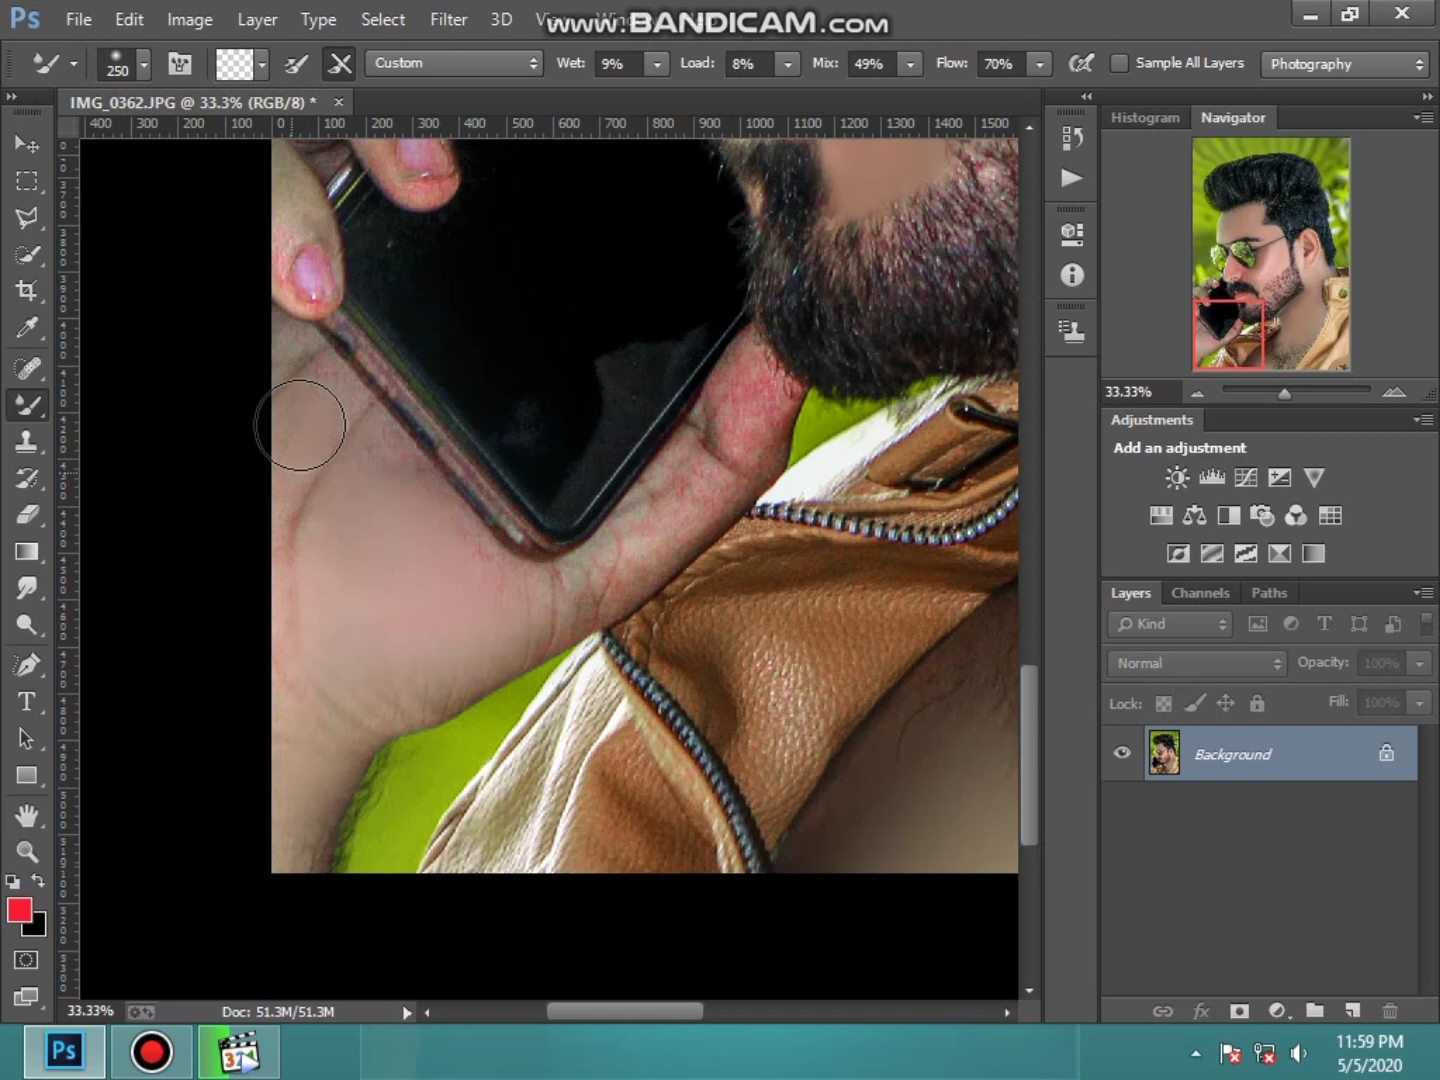 Ps File Edit Image Layer Type Select Filter 3D
www.BANDICAM.com
250 Custom Wet: 9% Load: 8% Mix: 49% Flow: 70% Sample All Layers Photography
IMG_0362.JPG @ 33.3% (RGB/8) * ×
400 300 200 100 0 100 200 300 400 500 600 700 800 900 1000 1100 1200 1300 1400 1500
Histogram Navigator
33.33%
Adjustments
Add an adjustment
Layers Channels Paths
Kind
Normal Opacity: 100%
Lock: Fill: 100%
Background
T
33.33% Doc: 51.3M/51.3M
Ps
11:59 PM
5/5/2020